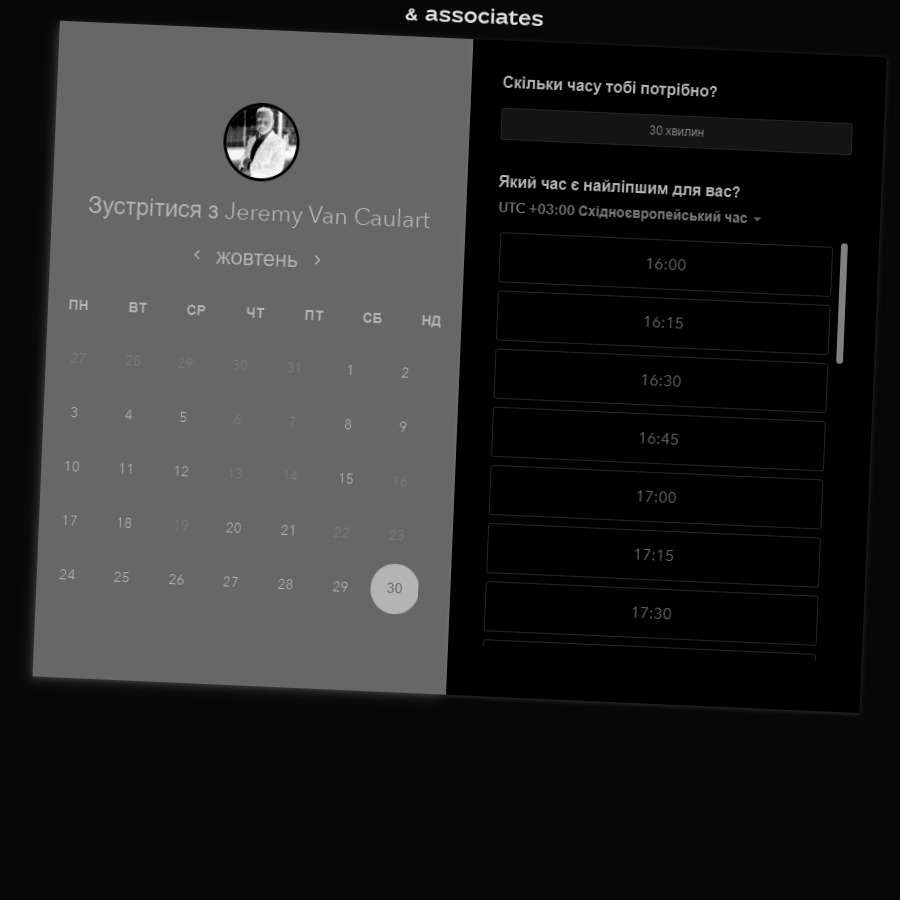 & associates
Зустрітися з Jeremy Van Caulart
жовтень
ПН ВТ СР ЧТ ПТ СБ НД
27 28 29 30 31 1 2
3 4 5 6 7 8 9
10 11 12 13 14 15 16
17 18 19 20 21 22 23
24 25 26 27 28 29 30
Скільки часу тобі потрібно?
30 хвилин
Який час є найліпшим для вас?
UTC +03:00 Східноєвропейський час
16:00
16:15
16:30
16:45
17:00
17:15
17:30